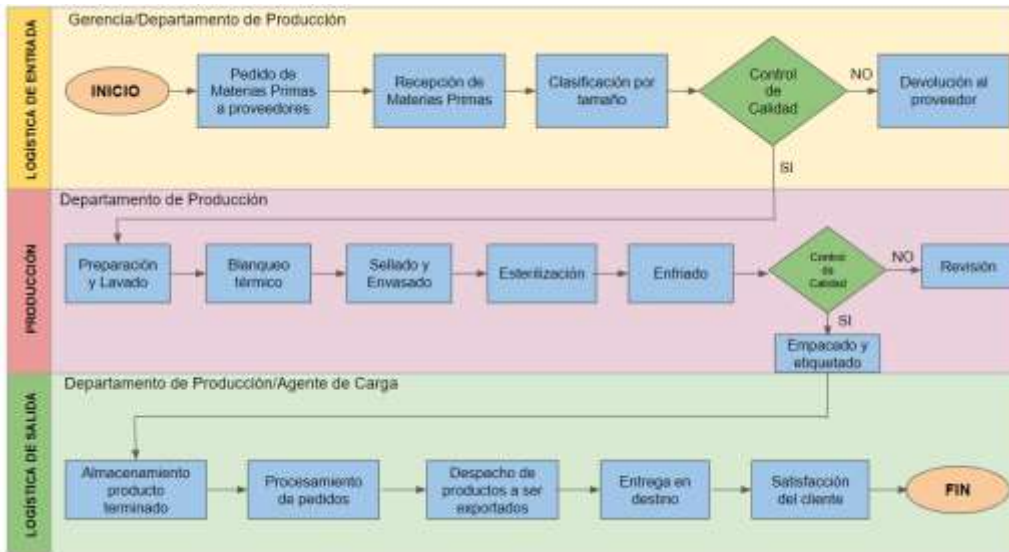 LOGÍSTICA DE ENTRADA
Gerencia/Departamento de Producción
INICIO
Pedido de
Materias Primas
a proveedores
Recepción de
Materias Primas
Clasificación por
tamaño
Control
de
Calidad
NO
Devolución al
proveedor
SI
PRODUCCIÓN
Departamento de Producción
Preparación
y Lavado
Blanqueo
térmico
Sellado y
Envasado
Esterilización
Enfriado
Control
de
Calidad
NO
Revisión
SI
Empacado y
etiquetado
LOGÍSTICA DE SALIDA
Departamento de Producción/Agente de Carga
Almacenamiento
producto
terminado
Procesamiento
de pedidos
Despacho de
productos a ser
exportados
Entrega en
destino
Satisfacción
del cliente
FIN